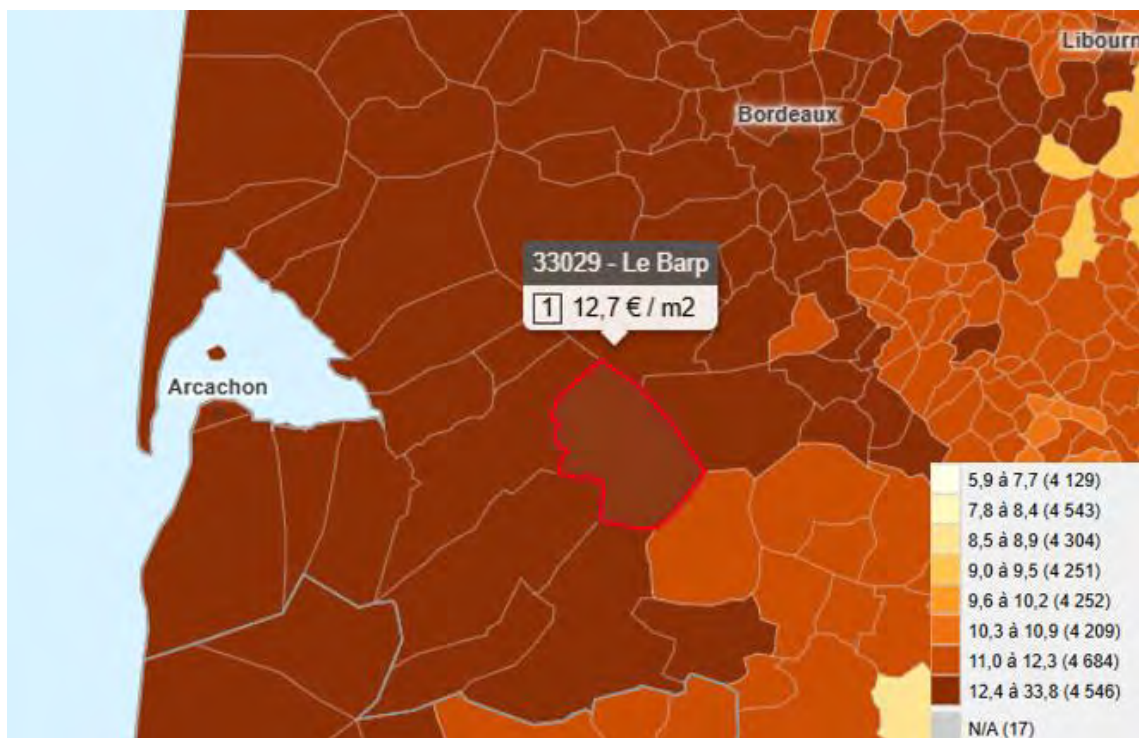 Libourn
Bordeaux
33029 - Le Barp
1 12,7 € / m2
Arcachon
5,9 à 7,7 (4 129)
7,8 à 8,4 (4 543)
8,5 à 8,9 (4 304)
9,0 à 9,5 (4 251)
9,6 à 10,2 (4 252)
10,3 à 10,9 (4 209)
11,0 à 12,3 (4 684)
12,4 à 33,8 (4 546)
N/A (17)